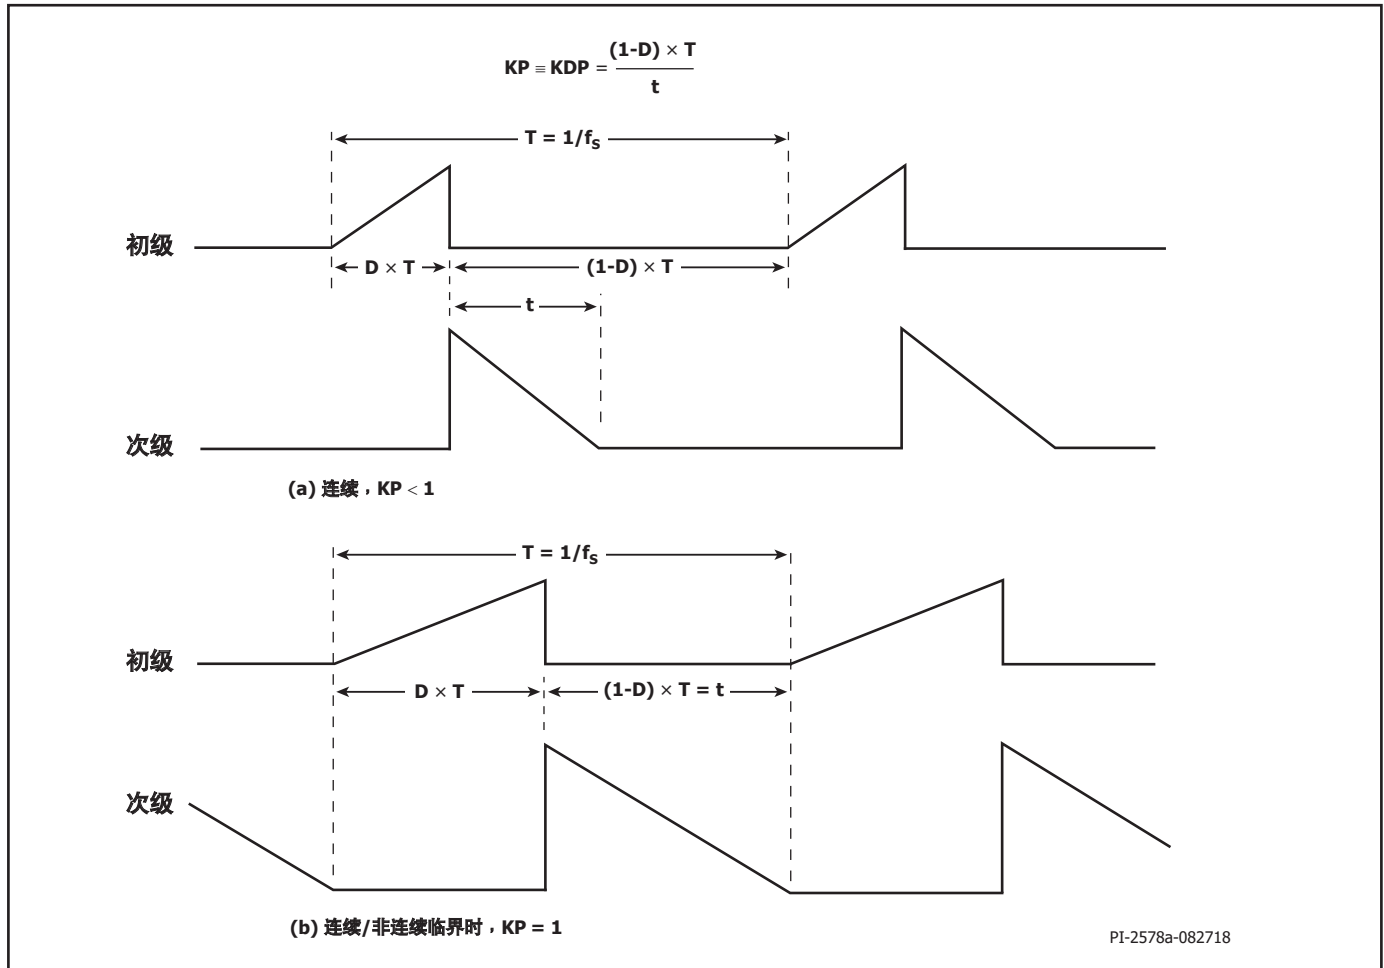 KP ≡ KDP = (1-D) × T / t
T = 1/fS
初级
D × T
(1-D) × T
t
次级
(a) 连续，KP < 1
T = 1/fS
初级
D × T
(1-D) × T = t
次级
(b) 连续/非连续临界时，KP = 1
PI-2578a-082718